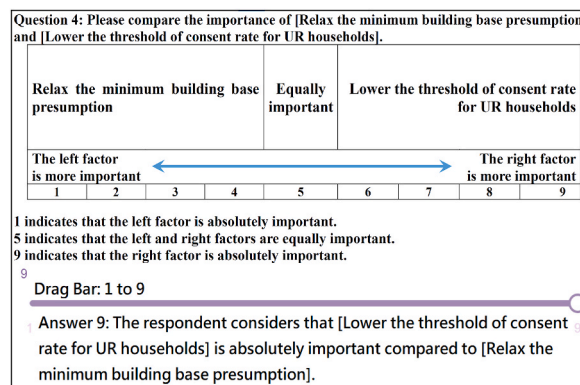 Question 4: Please compare the importance of [Relax the minimum building base presumption]
and [Lower the threshold of consent rate for UR households].
Relax the minimum building base
presumption
Equally
important
Lower the threshold of consent rate
for UR households
The left factor
is more important
The right factor
is more important
1 2 3 4 5 6 7 8 9
1 indicates that the left factor is absolutely important.
5 indicates that the left and right factors are equally important.
9 indicates that the right factor is absolutely important.
9
Drag Bar: 1 to 9
1 9
Answer 9: The respondent considers that [Lower the threshold of consent
rate for UR households] is absolutely important compared to [Relax the
minimum building base presumption].